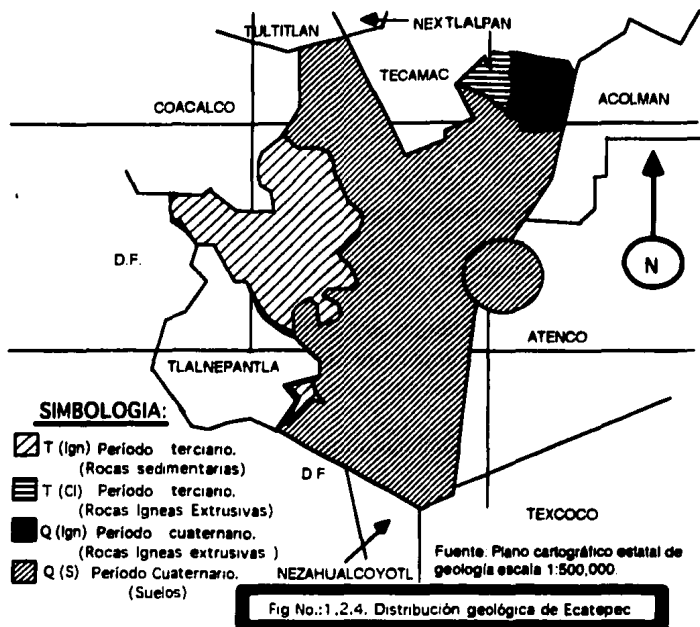 TULTITLAN
NEXTLALPAN
TECAMAC
COACALCO
ACOLMAN
D.F.
N
ATENCO
TLALNEPANTLA
SIMBOLOGIA:
T (Ign) Período terciario.
(Rocas sedimentarias)
T (Cl) Período terciario.
(Rocas Igneas Extrusivas)
Q (Ign) Período cuaternario.
(Rocas Igneas extrusivas )
Q (S) Período Cuaternario.
(Suelos)
D F
TEXCOCO
NEZAHUALCOYOTL
Fuente: Plano cartográfico estatal de
geología escala 1:500,000.
Fig No.:1.2.4. Distribución geológica de Ecatepec